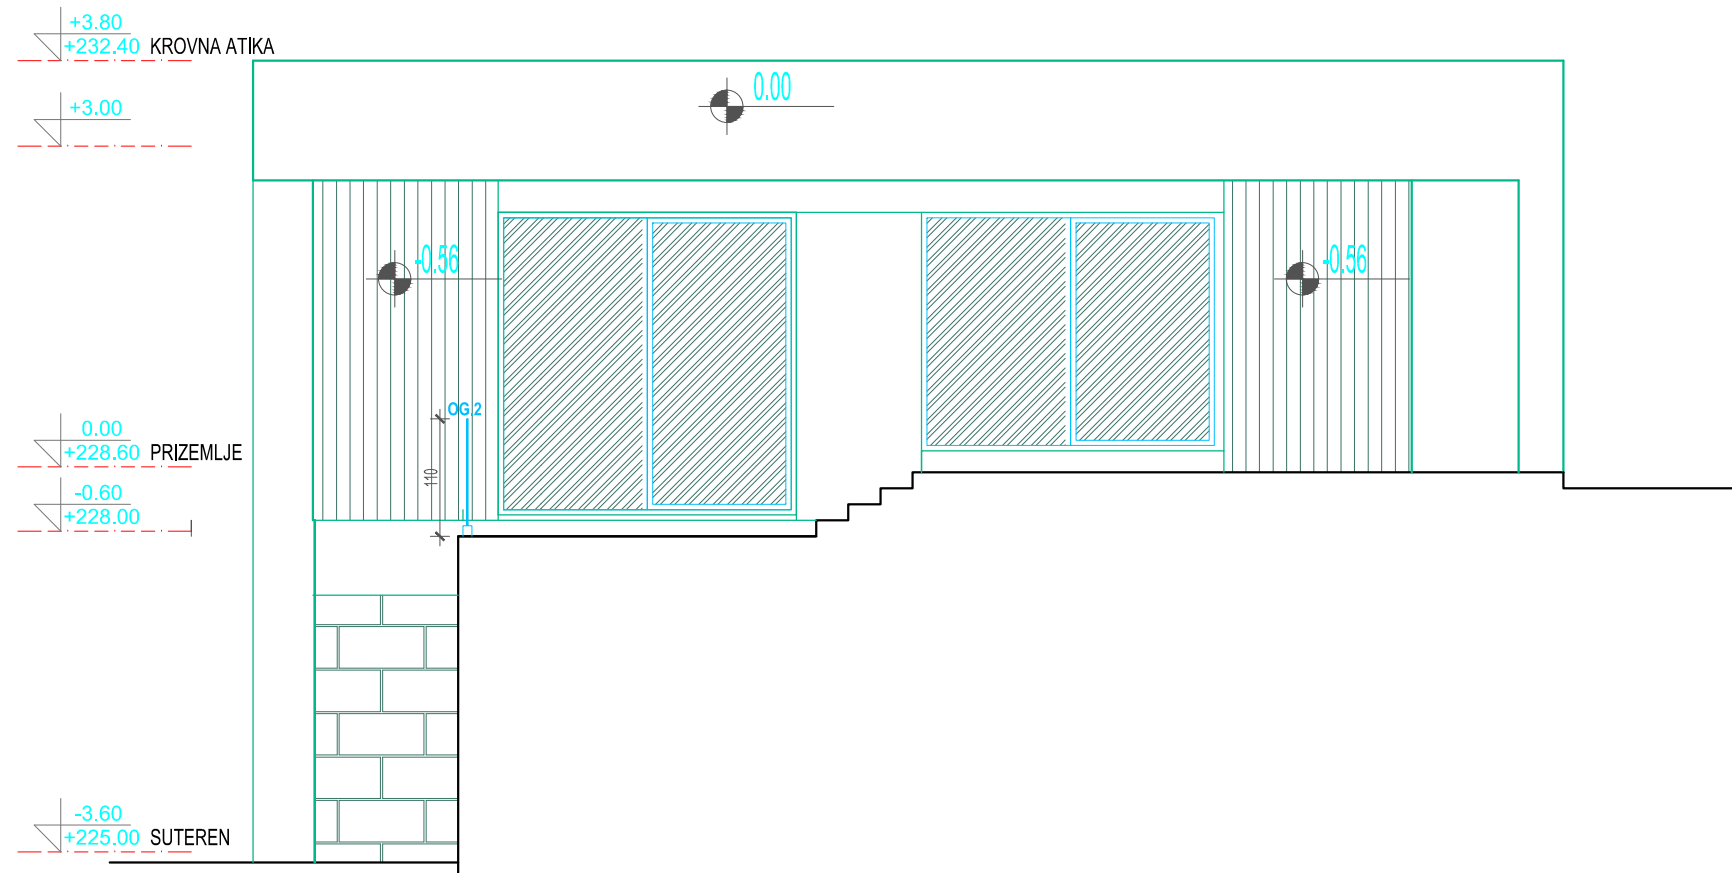 +3.80
+232.40 KROVNA ATIKA
+3.00
0.00
-0.56
-0.56
OG.2
110
0.00
+228.60 PRIZEMLJE
-0.60
+228.00
-3.60
+225.00 SUTEREN